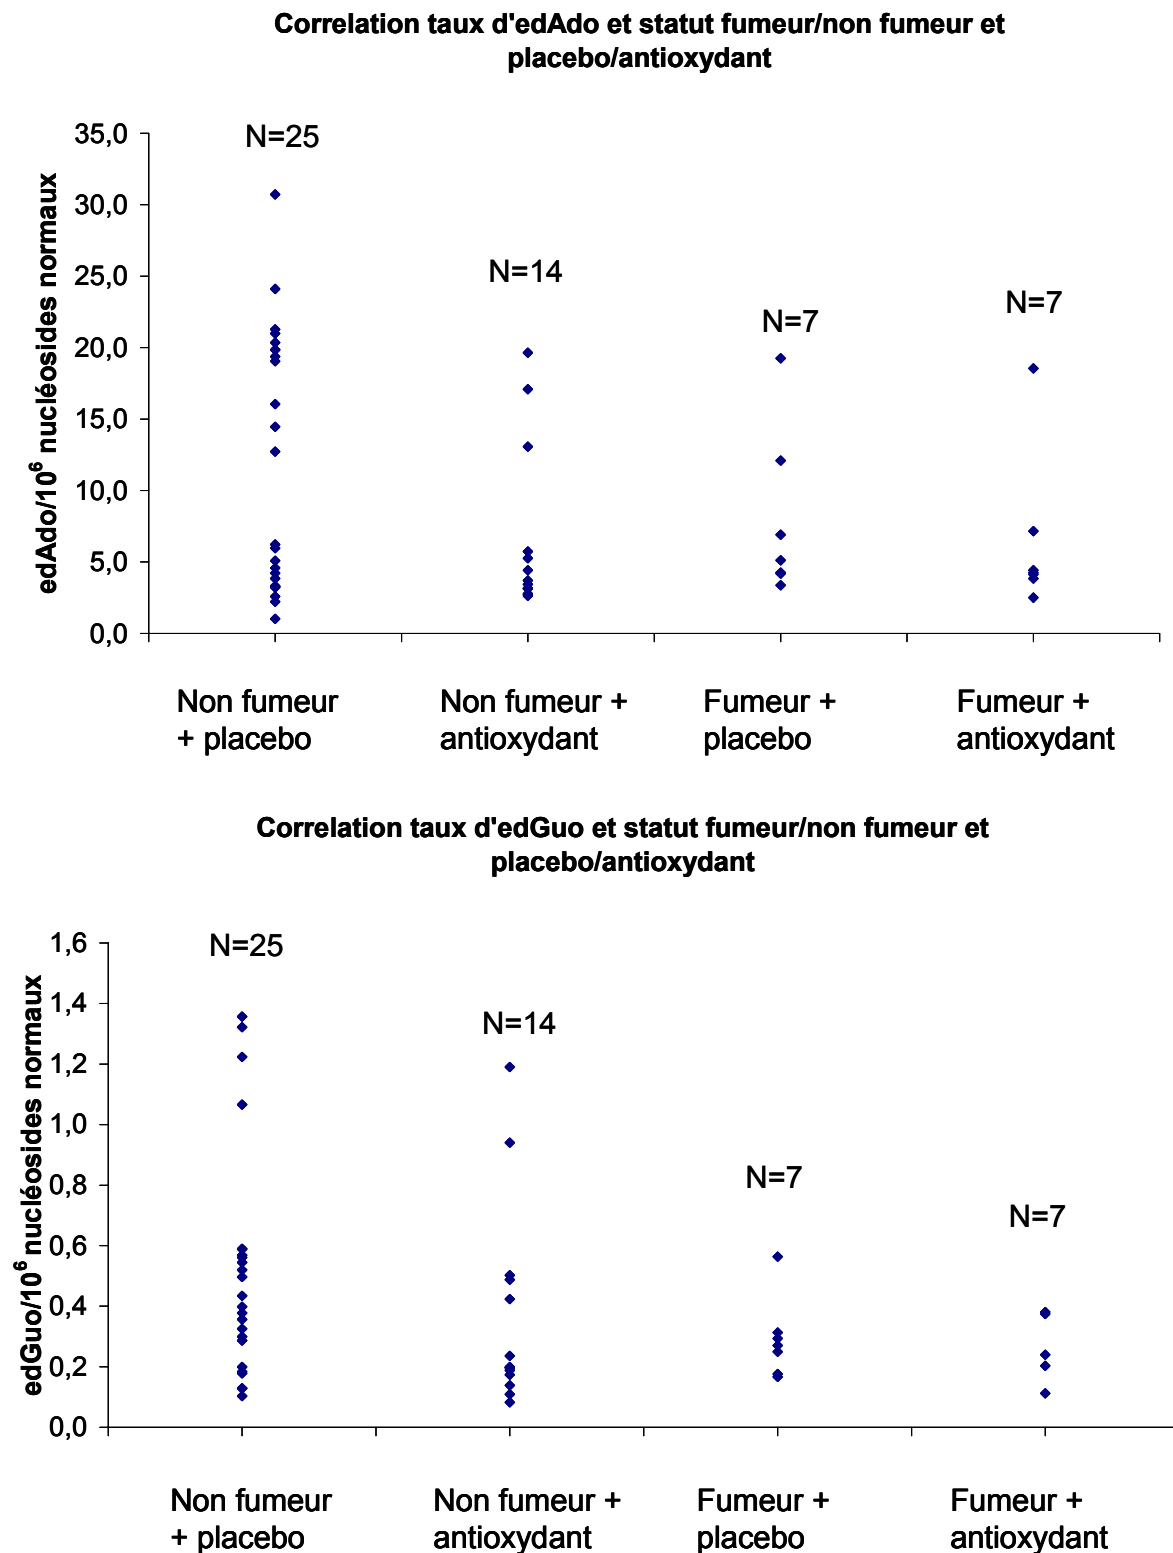 Correlation taux d'edAdo et statut fumeur/non fumeur et
placebo/antioxydant
edAdo/10⁶ nucléosides normaux
35,0
30,0
25,0
20,0
15,0
10,0
5,0
0,0
N=25
N=14
N=7
N=7
Non fumeur
+ placebo
Non fumeur +
antioxydant
Fumeur +
placebo
Fumeur +
antioxydant
Correlation taux d'edGuo et statut fumeur/non fumeur et
placebo/antioxydant
edGuo/10⁶ nucléosides normaux
1,6
1,4
1,2
1,0
0,8
0,6
0,4
0,2
0,0
N=25
N=14
N=7
N=7
Non fumeur
+ placebo
Non fumeur +
antioxydant
Fumeur +
placebo
Fumeur +
antioxydant